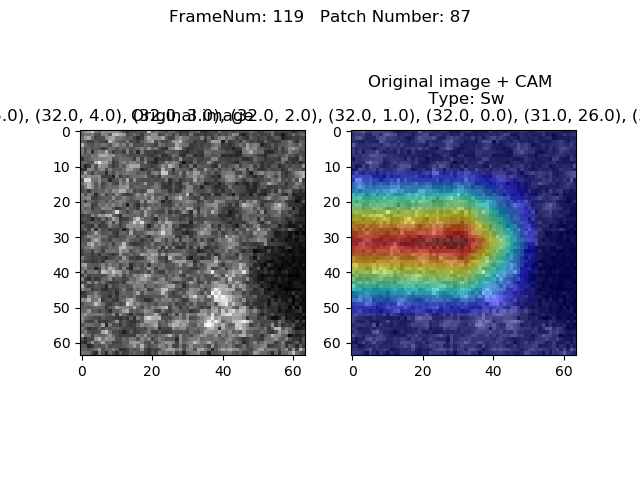 FrameNum: 119   Patch Number: 87
Original image + CAM
Type: Sw
.0), (32.0, 4.0), (32.0, 3.0), (32.0, 2.0), (32.0, 1.0), (32.0, 0.0), (31.0, 26.0), (
Original image
0
10
20
30
40
50
60
0 20 40 60
0
10
20
30
40
50
60
0 20 40 60